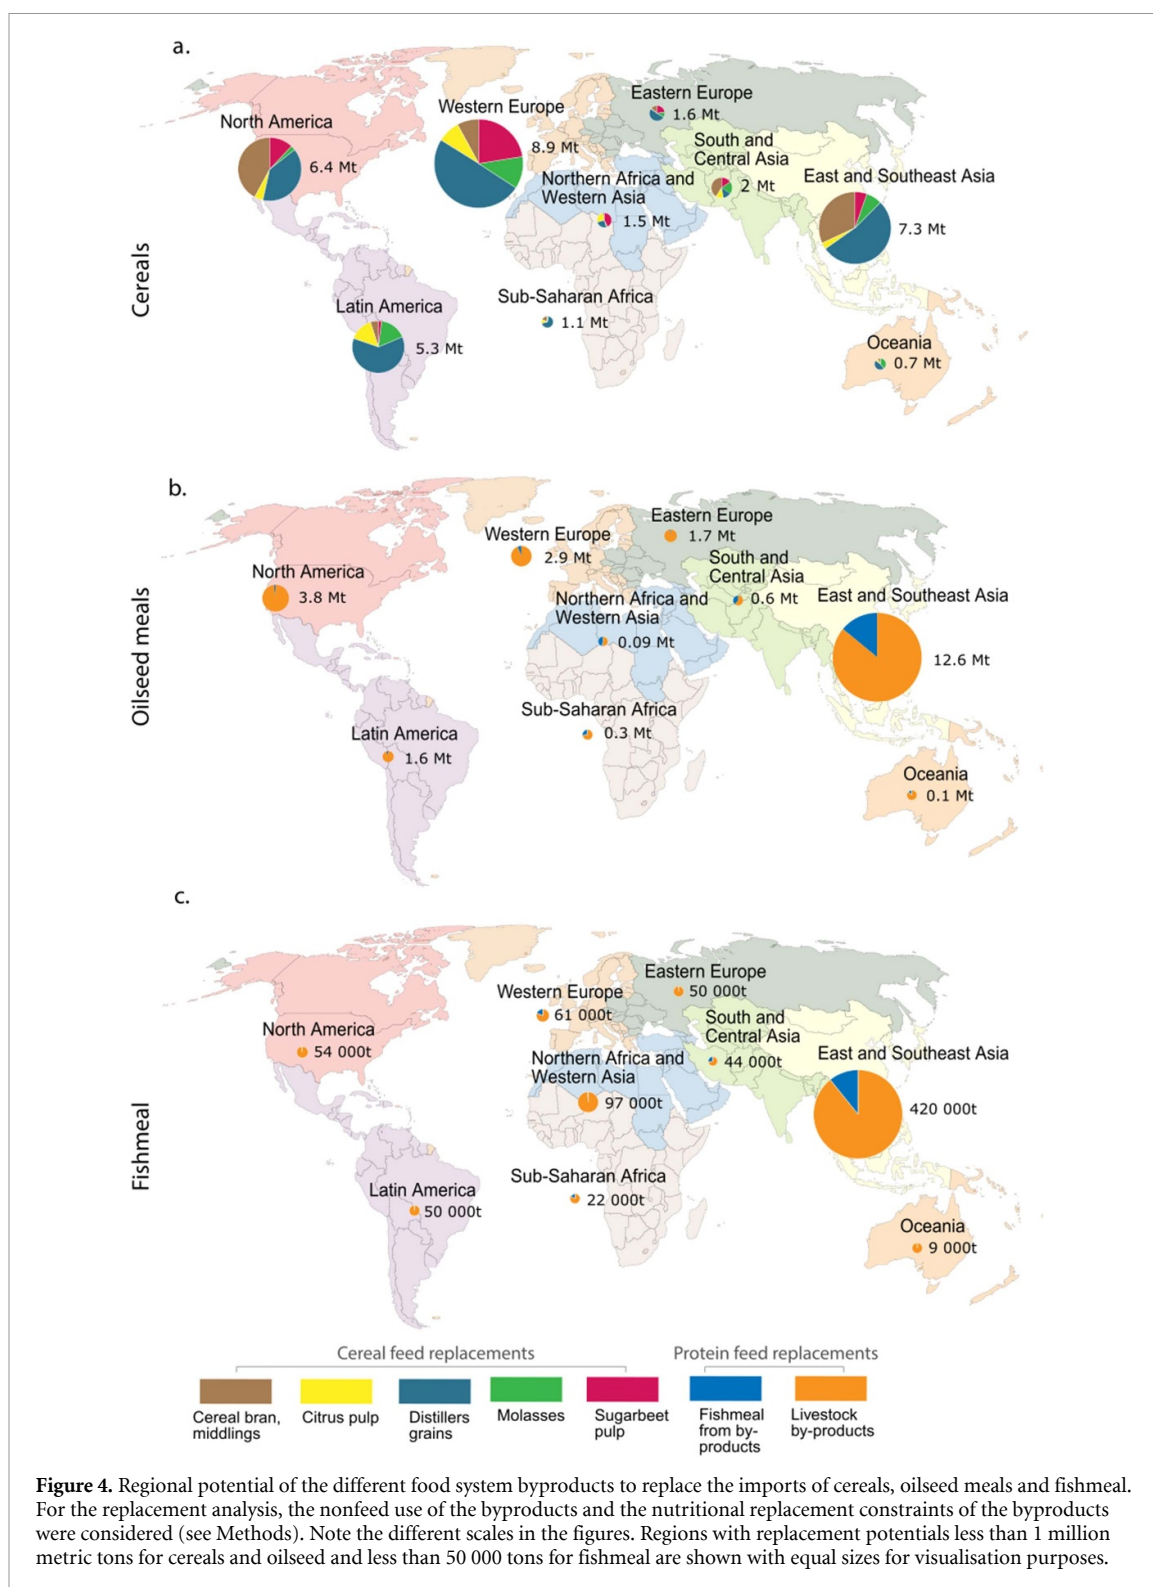 a.
Cereals
North America
6.4 Mt
Western Europe
8.9 Mt
Eastern Europe
1.6 Mt
South and
Central Asia
2 Mt
Northern Africa and
Western Asia
1.5 Mt
East and Southeast Asia
7.3 Mt
Sub-Saharan Africa
1.1 Mt
Latin America
5.3 Mt
Oceania
0.7 Mt
b.
Oilseed meals
North America
3.8 Mt
Western Europe
2.9 Mt
Eastern Europe
1.7 Mt
South and
Central Asia
0.6 Mt
Northern Africa and
Western Asia
0.09 Mt
East and Southeast Asia
12.6 Mt
Sub-Saharan Africa
0.3 Mt
Latin America
1.6 Mt
Oceania
0.1 Mt
c.
Fishmeal
North America
54 000t
Western Europe
61 000t
Eastern Europe
50 000t
South and
Central Asia
44 000t
Northern Africa and
Western Asia
97 000t
East and Southeast Asia
420 000t
Sub-Saharan Africa
22 000t
Latin America
50 000t
Oceania
9 000t
Cereal feed replacements
Protein feed replacements
Cereal bran,
middlings
Citrus pulp
Distillers
grains
Molasses
Sugarbeet
pulp
Fishmeal
from by-
products
Livestock
by-products
Figure 4. Regional potential of the different food system byproducts to replace the imports of cereals, oilseed meals and fishmeal.
For the replacement analysis, the nonfeed use of the byproducts and the nutritional replacement constraints of the byproducts
were considered (see Methods). Note the different scales in the figures. Regions with replacement potentials less than 1 million
metric tons for cereals and oilseed and less than 50 000 tons for fishmeal are shown with equal sizes for visualisation purposes.